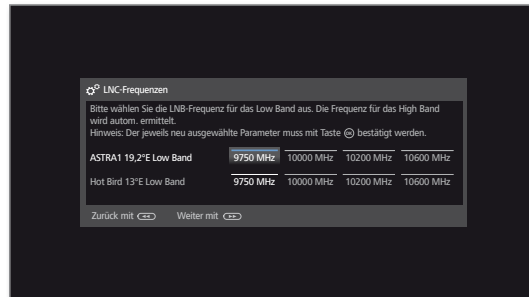 LNC-Frequenzen
Bitte wählen Sie die LNB-Frequenz für das Low Band aus. Die Frequenz für das High Band
wird autom. ermittelt.
Hinweis: Der jeweils neu ausgewählte Parameter muss mit Taste OK bestätigt werden.
ASTRA1 19,2°E Low Band 9750 MHz 10000 MHz 10200 MHz 10600 MHz
Hot Bird 13°E Low Band 9750 MHz 10000 MHz 10200 MHz 10600 MHz
Zurück mit Weiter mit